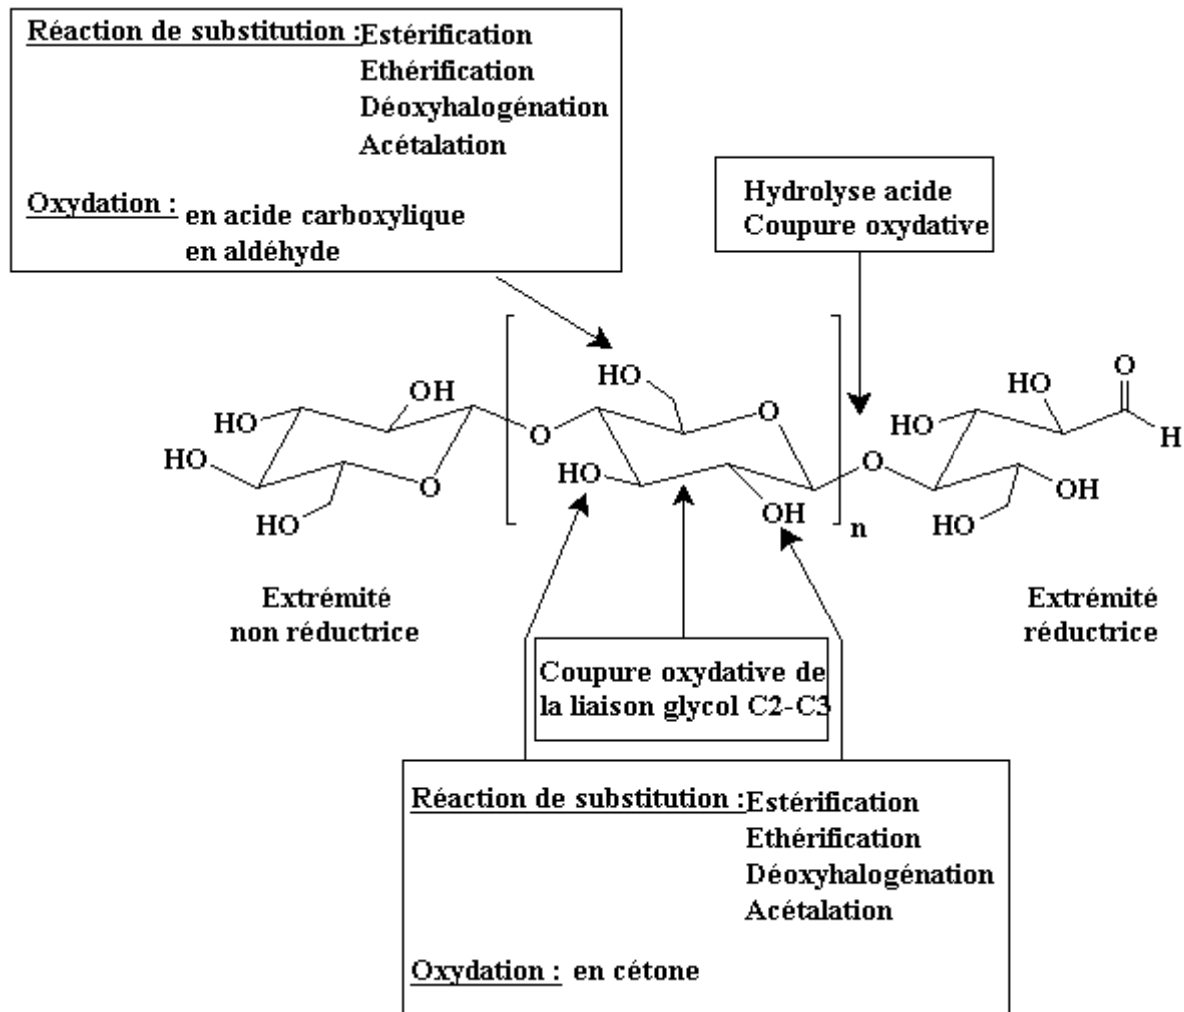 Réaction de substitution :Estérification
Ethérification
Déoxyhalogénation
Acétalation
Oxydation : en acide carboxylique
en aldéhyde
Hydrolyse acide
Coupure oxydative
HO
OH
HO
HO
HO
O
O
HO
O
HO
OH
n
O
HO
HO
O
H
OH
HO
Extrémité
non réductrice
Extrémité
réductrice
Coupure oxydative de
la liaison glycol C2-C3
Réaction de substitution :Estérification
Ethérification
Déoxyhalogénation
Acétalation
Oxydation : en cétone